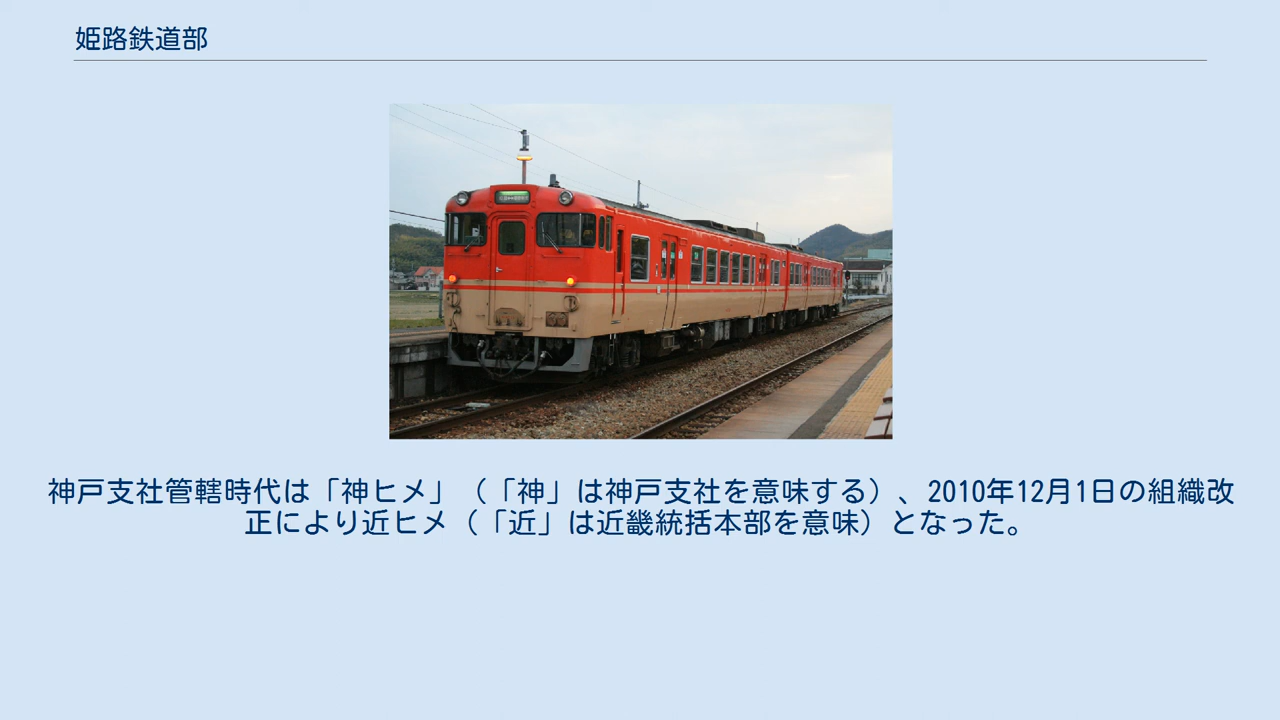 姫路鉄道部
神戸支社管轄時代は「神ヒメ」（「神」は神戸支社を意味する）、2010年12月1日の組織改
正により近ヒメ（「近」は近畿統括本部を意味）となった。